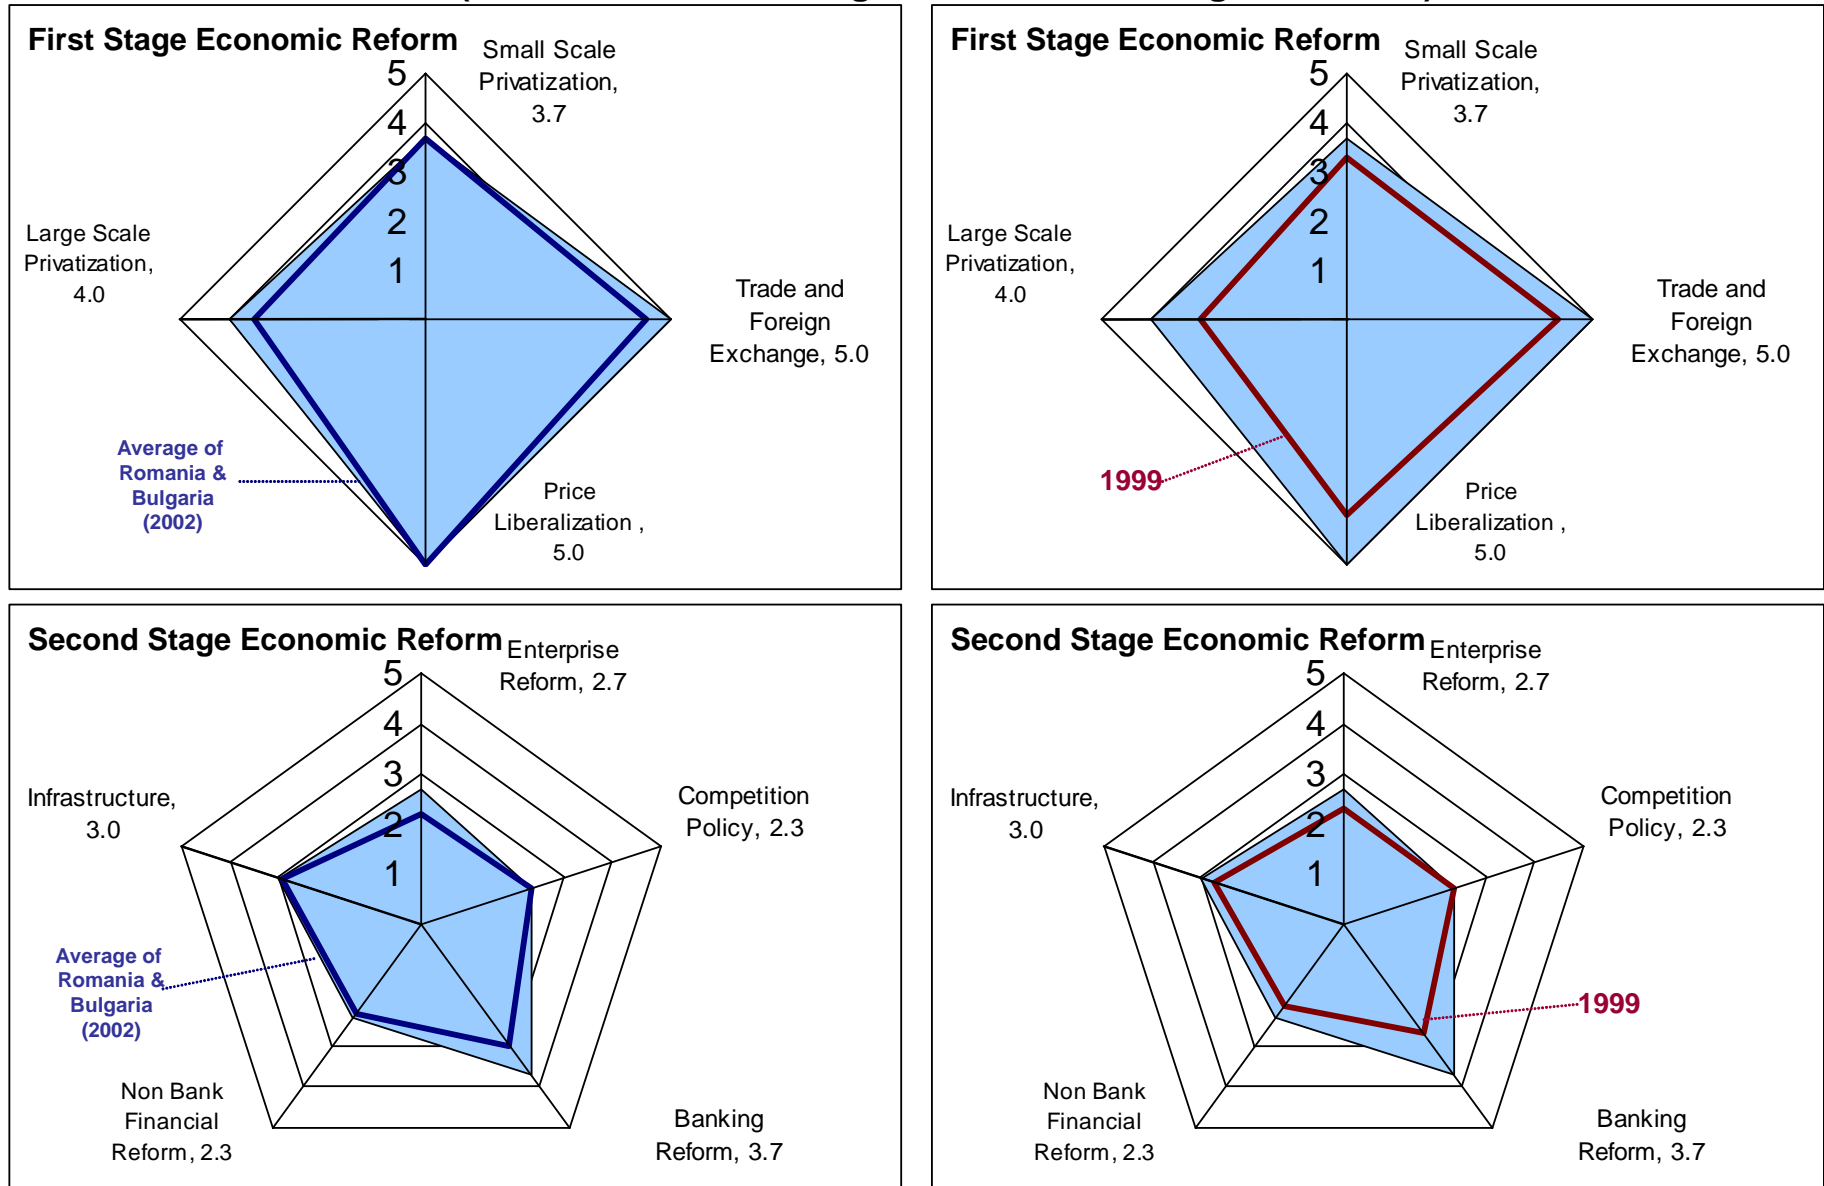 First Stage Economic Reform
Small Scale
Privatization,
3.7
5
4
3
2
1
Large Scale
Privatization,
4.0
Trade and
Foreign
Exchange, 5.0
Average of
Romania &
Bulgaria
(2002)
Price
Liberalization ,
5.0
First Stage Economic Reform
Small Scale
Privatization,
3.7
5
4
3
2
1
Large Scale
Privatization,
4.0
Trade and
Foreign
Exchange, 5.0
1999
Price
Liberalization ,
5.0
Second Stage Economic Reform
Enterprise
Reform, 2.7
5
4
3
2
1
Infrastructure,
3.0
Competition
Policy, 2.3
Average of
Romania &
Bulgaria
(2002)
Non Bank
Financial
Reform, 2.3
Banking
Reform, 3.7
Second Stage Economic Reform
Enterprise
Reform, 2.7
5
4
3
2
1
Infrastructure,
3.0
Competition
Policy, 2.3
1999
Non Bank
Financial
Reform, 2.3
Banking
Reform, 3.7